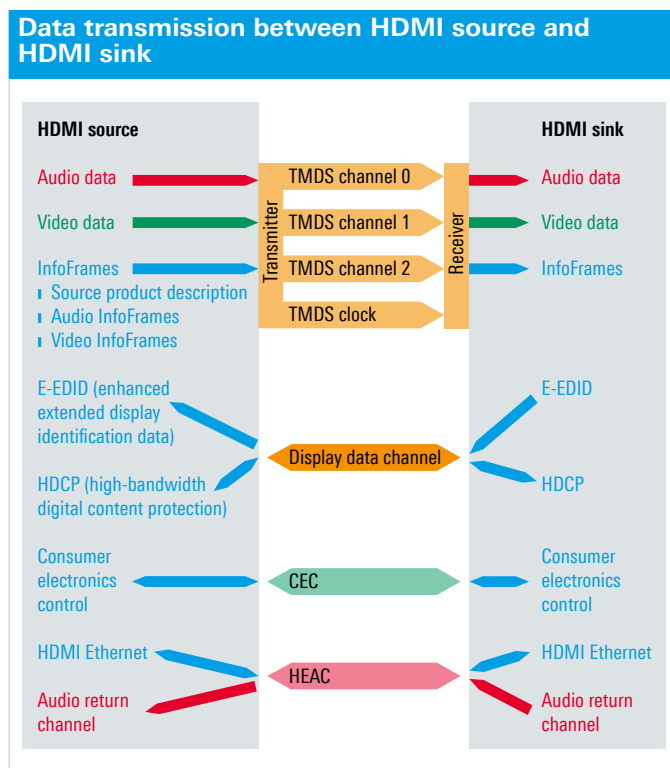 Data transmission between HDMI source and
HDMI sink
HDMI source
HDMI sink
Audio data
TMDS channel 0
Audio data
Video data
TMDS channel 1
Video data
InfoFrames
TMDS channel 2
InfoFrames
Transmitter
Receiver
Source product description
Audio InfoFrames
Video InfoFrames
TMDS clock
E-EDID (enhanced
extended display
identification data)
E-EDID
Display data channel
HDCP (high-bandwidth
digital content protection)
HDCP
Consumer
electronics
control
CEC
Consumer
electronics
control
HDMI Ethernet
HEAC
HDMI Ethernet
Audio return
channel
Audio return
channel